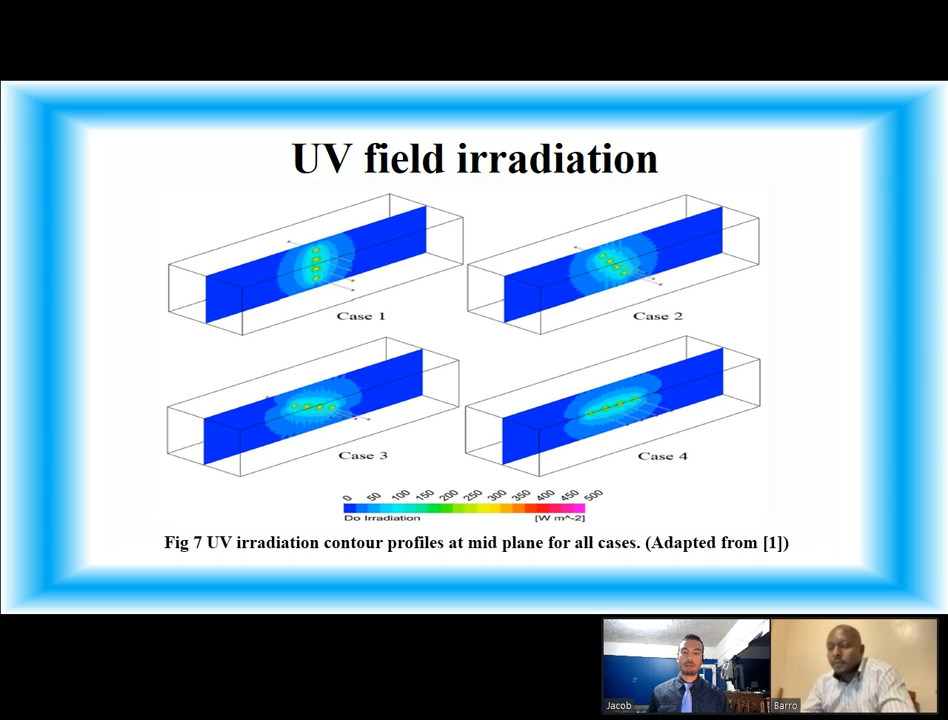 UV field irradiation
Case 1
Case 2
Case 3
Case 4
0 50 100 150 200 250 300 350 400 450 500
Do Irradiation [W m^-2]
Fig 7 UV irradiation contour profiles at mid plane for all cases. (Adapted from [1])
Jacob
Barro